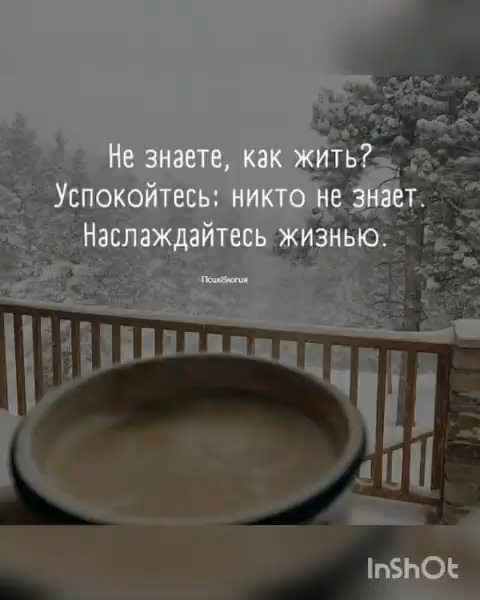 Не знаете, как жить?
Успокойтесь: никто не знает.
Наслаждайтесь жизнью.
InShOt